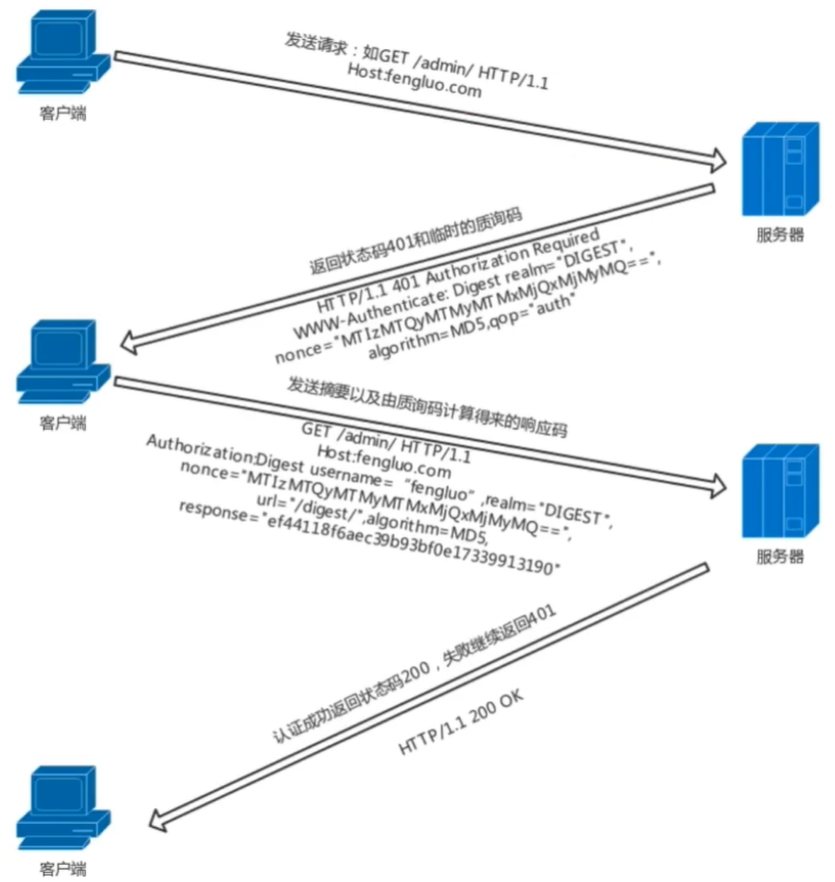 发送请求：如GET /admin/ HTTP/1.1
Host:fengluo.com
客户端
服务器
返回状态码401和临时的质询码
HTTP/1.1 401 Authorization Required
WWW-Authenticate: Digest realm="DIGEST",
nonce="MTIzMTQyMTMyMTMxMjQxMjMyMQ==",
algorithm=MD5,qop="auth"
客户端
发送摘要以及由质询码计算得来的响应码
GET /admin/ HTTP/1.1
Host:fengluo.com
Authorization:Digest username= “fengluo” ,realm="DIGEST",
nonce="MTIzMTQyMTMyMTMxMjQxMjMyMQ==",
url="/digest/",algorithm=MD5,
response="ef44118f6aec39b93bf0e17339913190"
服务器
认证成功返回状态码200，失败继续返回401
HTTP/1.1 200 OK
客户端